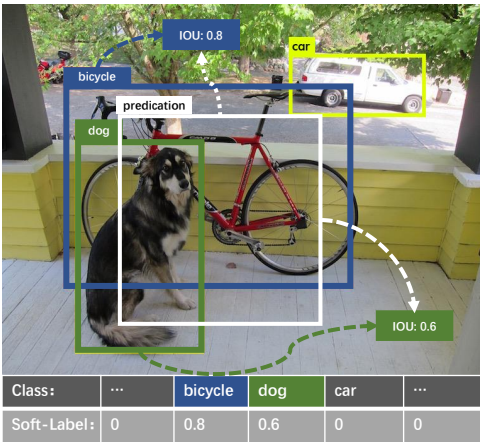 IOU: 0.8
car
bicycle
predication
dog
IOU: 0.6
Class: ... bicycle dog car ...
Soft-Label: 0 0.8 0.6 0 0